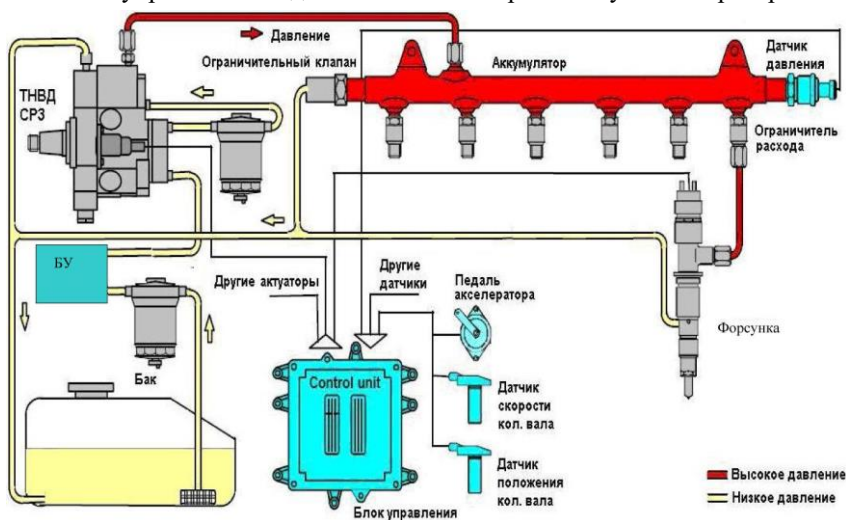 Давление
Ограничительный клапан
Аккумулятор
Датчик
давления
ТНВД
CP3
Ограничитель
расхода
БУ
Другие актуаторы
Другие
датчики
Педаль
акселератора
Форсунка
Бак
Control unit
Датчик
скорости
кол. вала
Датчик
положения
кол. вала
Блок управления
Высокое давление
Низкое давление